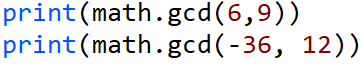 print(math.gcd(6,9))
print(math.gcd(-36, 12))